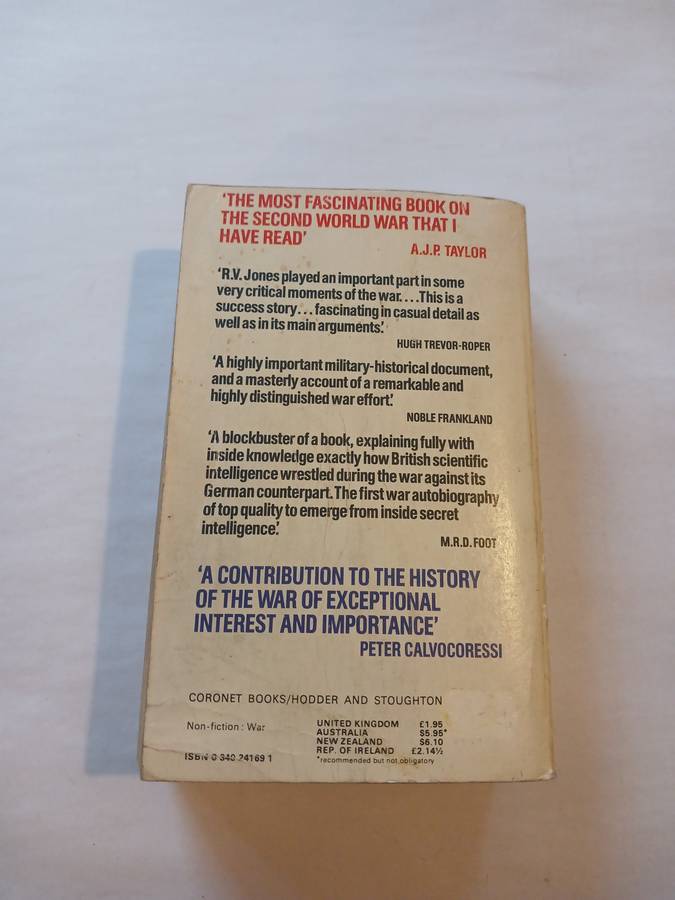 'THE MOST FASCINATING BOOK ON
THE SECOND WORLD WAR THAT I
HAVE READ'
A.J.P. TAYLOR
'R.V. Jones played an important part in some
very critical moments of the war....This is a
success story... fascinating in casual detail as
well as in its main arguments.'
HUGH TREVOR-ROPER
'A highly important military-historical document,
and a masterly account of a remarkable and
highly distinguished war effort.'
NOBLE FRANKLAND
'A blockbuster of a book, explaining fully with
inside knowledge exactly how British scientific
intelligence wrestled during the war against its
German counterpart. The first war autobiography
of top quality to emerge from inside secret
intelligence.'
M.R.D. FOOT
'A CONTRIBUTION TO THE HISTORY
OF THE WAR OF EXCEPTIONAL
INTEREST AND IMPORTANCE'
PETER CALVOCORESSI
CORONET BOOKS/HODDER AND STOUGHTON
Non-fiction: War
UNITED KINGDOM £1.95
AUSTRALIA $5.95*
NEW ZEALAND $6.10
REP. OF IRELAND £2.14½
*recommended but not obligatory
ISBN 0 340 24169 1